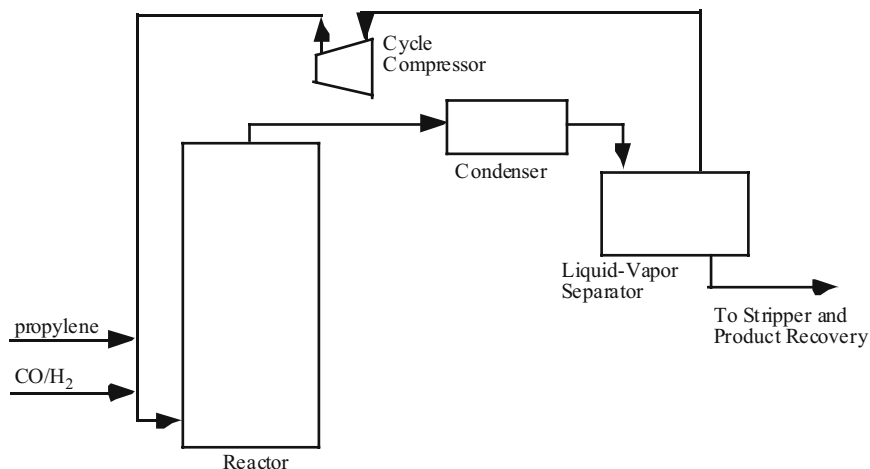 Cycle
Compressor
Condenser
Liquid-Vapor
Separator
To Stripper and
Product Recovery
propylene
CO/H₂
Reactor